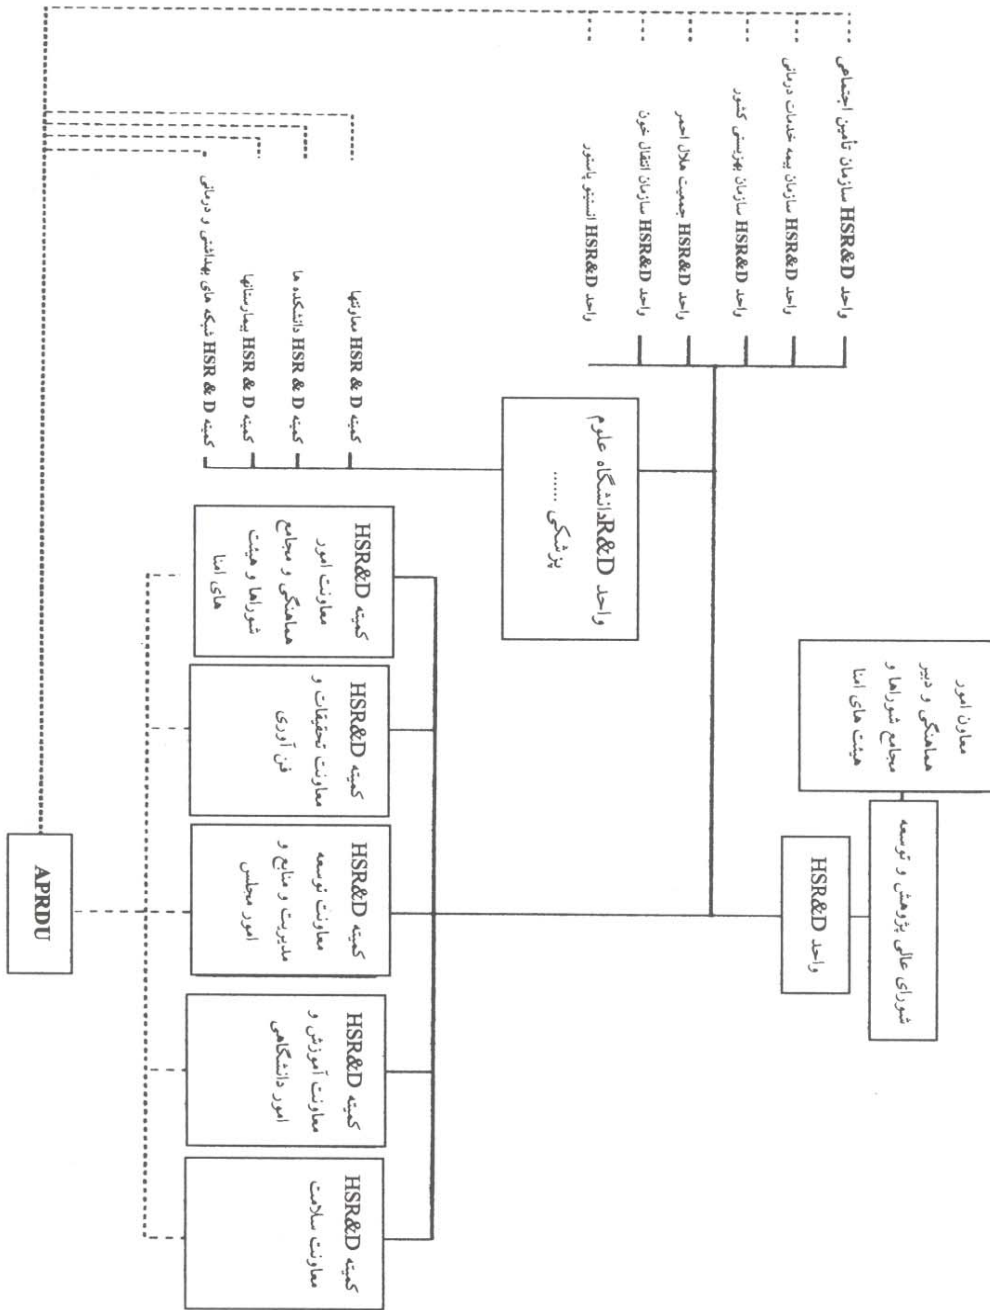 معاون امور
هماهنگی و دبیر
مجامع شوراها و
هیئت های امنا
شورای عالی پژوهش و توسعه
واحد HSR&D
واحد HSR&D سازمان تأمین اجتماعی
واحد HSR&D سازمان بیمه خدمات درمانی
واحد HSR&D سازمان بهزیستی کشور
واحد HSR&D جمعیت هلال احمر
واحد HSR&D سازمان انتقال خون
واحد HSR&D انستیتو پاستور
واحد R&Dدانشگاه علوم
پزشکی ......
کمیته HSR & D معاونتها
کمیته HSR & D دانشکده ها
کمیته HSR & D بیمارستانها
کمیته HSR & D شبکه های بهداشتی و درمانی
کمیته HSR&D
معاونت امور
هماهنگی و مجامع
شوراها و هیئت
های امنا
کمیته HSR&D
معاونت تحقیقات و
فن آوری
کمیته HSR&D
معاونت توسعه
مدیریت و منابع و
امور مجلس
کمیته HSR&D
معاونت آموزش و
امور دانشگاهی
کمیته HSR&D
معاونت سلامت
APRDU